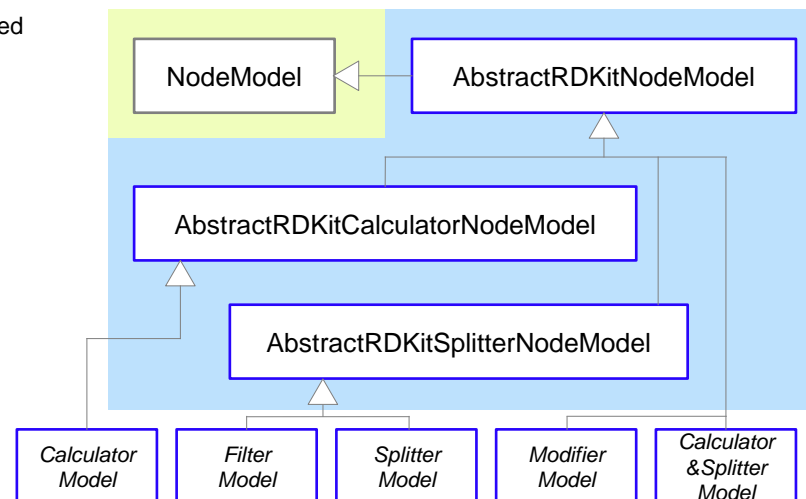 ed
NodeModel
AbstractRDKitNodeModel
AbstractRDKitCalculatorNodeModel
AbstractRDKitSplitterNodeModel
Calculator
Model
Filter
Model
Splitter
Model
Modifier
Model
Calculator
&Splitter
Model